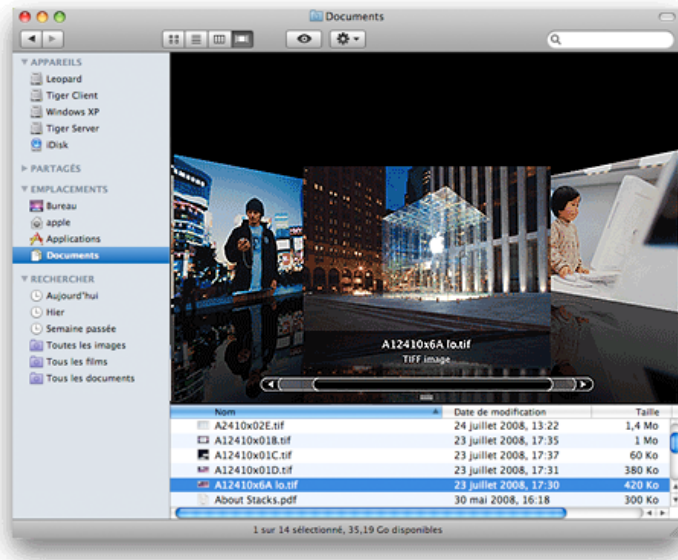 Documents
APPAREILS
Leopard
Tiger Client
Windows XP
Tiger Server
iDisk
PARTAGÉS
EMPLACEMENTS
Bureau
apple
Applications
Documents
RECHERCHER
Aujourd'hui
Hier
Semaine passée
Toutes les images
Tous les films
Tous les documents
A12410x6A lo.tif
TIFF image
Nom Date de modification Taille
A2410x02E.tif 24 juillet 2008, 13:22 1,4 Mo
A12410x01B.tif 23 juillet 2008, 17:35 1 Mo
A12410x01C.tif 23 juillet 2008, 17:37 60 Ko
A12410x01D.tif 23 juillet 2008, 17:31 380 Ko
A12410x6A lo.tif 23 juillet 2008, 17:30 420 Ko
About Stacks.pdf 30 mai 2008, 16:18 300 Ko
1 sur 14 sélectionné, 35,19 Go disponibles